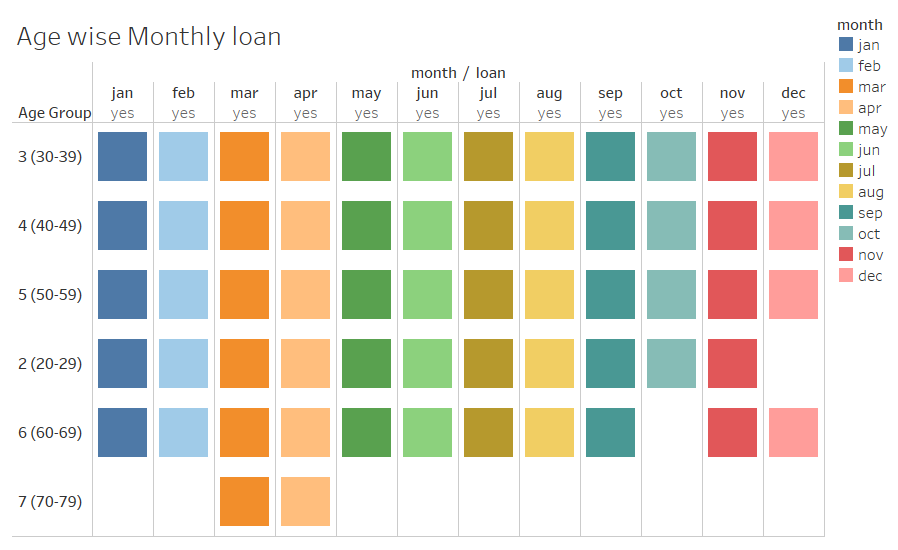 Age wise Monthly loan
month / loan
jan feb mar apr may jun jul aug sep oct nov dec
Age Group yes yes yes yes yes yes yes yes yes yes yes yes
3 (30-39)
4 (40-49)
5 (50-59)
2 (20-29)
6 (60-69)
7 (70-79)
month
jan
feb
mar
apr
may
jun
jul
aug
sep
oct
nov
dec